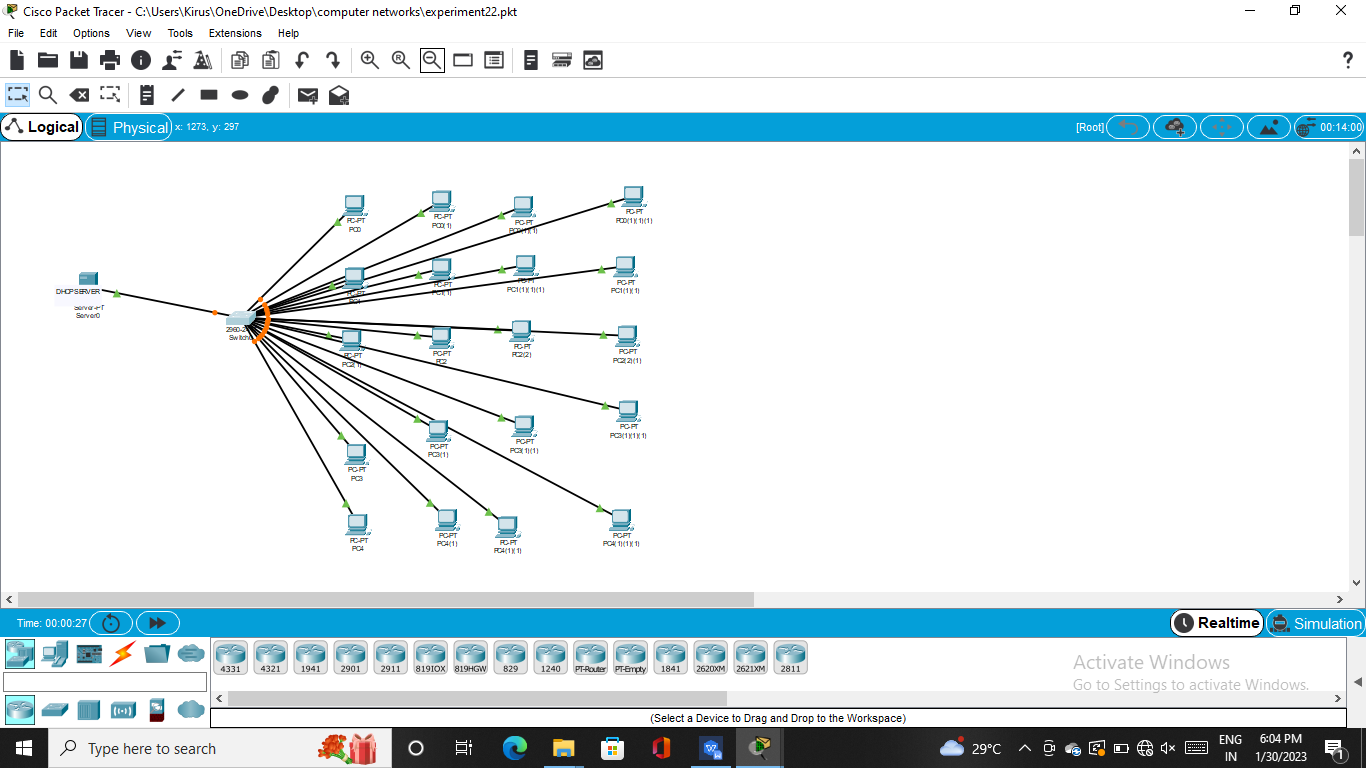 Cisco Packet Tracer - C:\Users\Kirus\OneDrive\Desktop\computer networks\experiment22.pkt
File Edit Options View Tools Extensions Help
Logical Physical x: 1273, y: 297 [Root] 00:14:00
PC-PT
PC0
PC-PT
PC0(1)
PC-PT
PC0(1)(1)
PC-PT
PC0(1)(1)(1)
DHCPSERVER
Server-PT
Server0
Switch0
PC-PT
PC1
PC-PT
PC1(1)
PC-PT
PC1(1)(1)(1)
PC-PT
PC1(1)(1)
PC-PT
PC2(1)
PC-PT
PC2
PC-PT
PC2(2)
PC-PT
PC2(2)(1)
PC-PT
PC3
PC-PT
PC3(1)
PC-PT
PC3(1)(1)
PC-PT
PC3(1)(1)(1)
PC-PT
PC4
PC-PT
PC4(1)
PC-PT
PC4(1)(1)
PC-PT
PC4(1)(1)(1)
Time: 00:00:27 Realtime Simulation
4331 4321 1941 2901 2911 819IOX 819HGW 829 1240 PT-Router PT-Empty 1841 2620XM 2621XM 2811
Activate Windows
Go to Settings to activate Windows.
(Select a Device to Drag and Drop to the Workspace)
Type here to search
29°C
ENG
IN
6:04 PM
1/30/2023
1